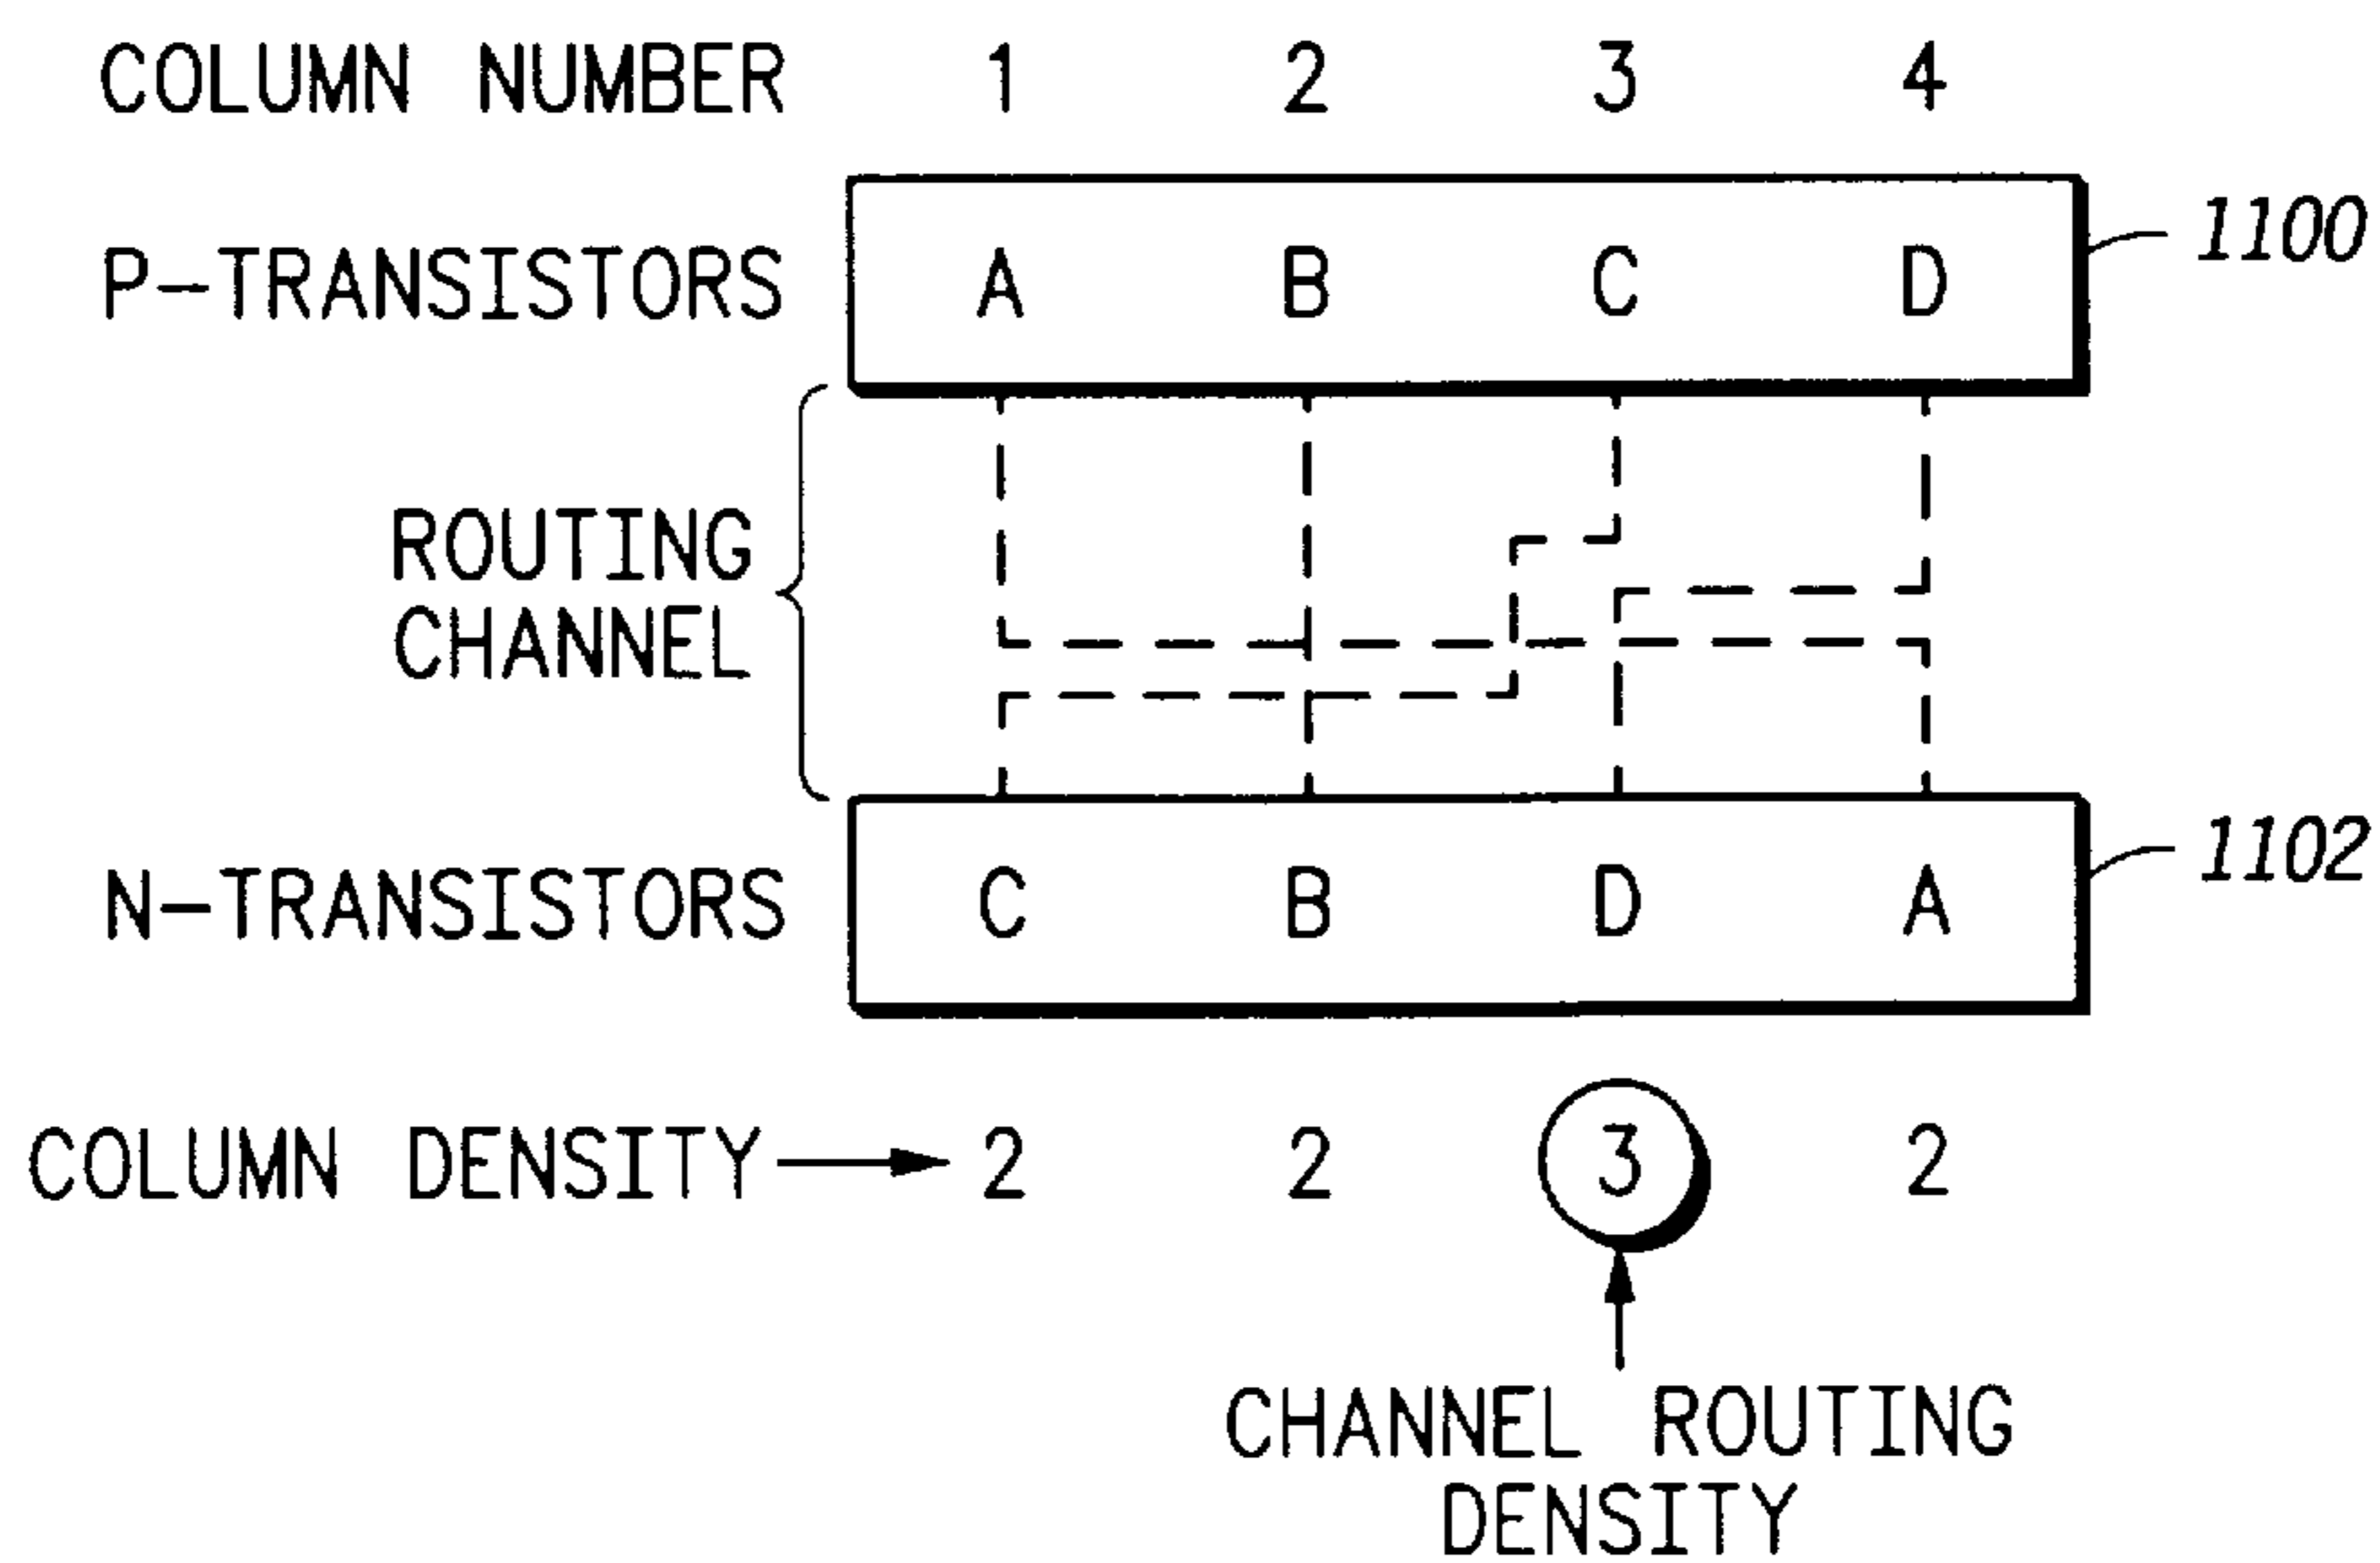 COLUMN NUMBER 1 2 3 4
P-TRANSISTORS A B C D 1100
ROUTING
CHANNEL
N-TRANSISTORS C B D A 1102
COLUMN DENSITY 2 2 3 2
CHANNEL ROUTING
DENSITY